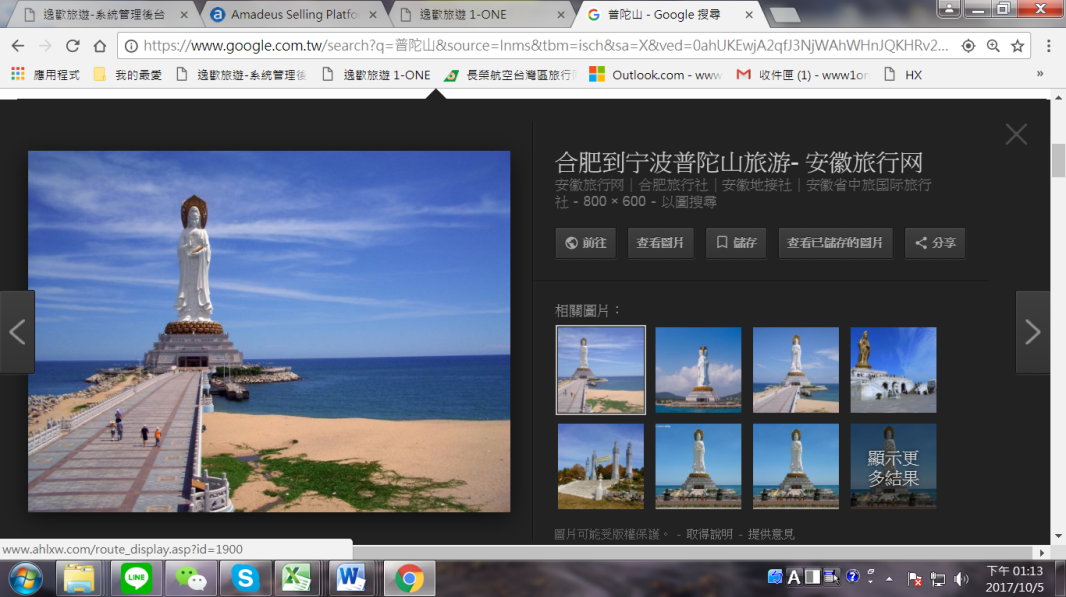 逸歡旅遊-系統管理後台
Amadeus Selling Platfo
逸歡旅遊 1-ONE
普陀山 - Google 搜尋
https://www.google.com.tw/search?q=普陀山&source=lnms&tbm=isch&sa=X&ved=0ahUKEwjA2qfJ3NjWAhWHnJQKHRv2...
應用程式
我的最愛
逸歡旅遊-系統管理後
逸歡旅遊 1-ONE
長榮航空台灣區旅行
Outlook.com - www
收件匣 (1) - www1on
HX
»
合肥到宁波普陀山旅游- 安徽旅行网
安徽旅行网 | 合肥旅行社 | 安徽地接社 | 安徽省中旅国际旅行
社 - 800 × 600 - 以圖搜尋
前往
查看圖片
儲存
查看已儲存的圖片
分享
相關圖片：
顯示更
多結果
圖片可能受版權保護。 - 取得說明 - 提供意見
www.ahlxw.com/route_display.asp?id=1900
LINE
A
下午 01:13
2017/10/5